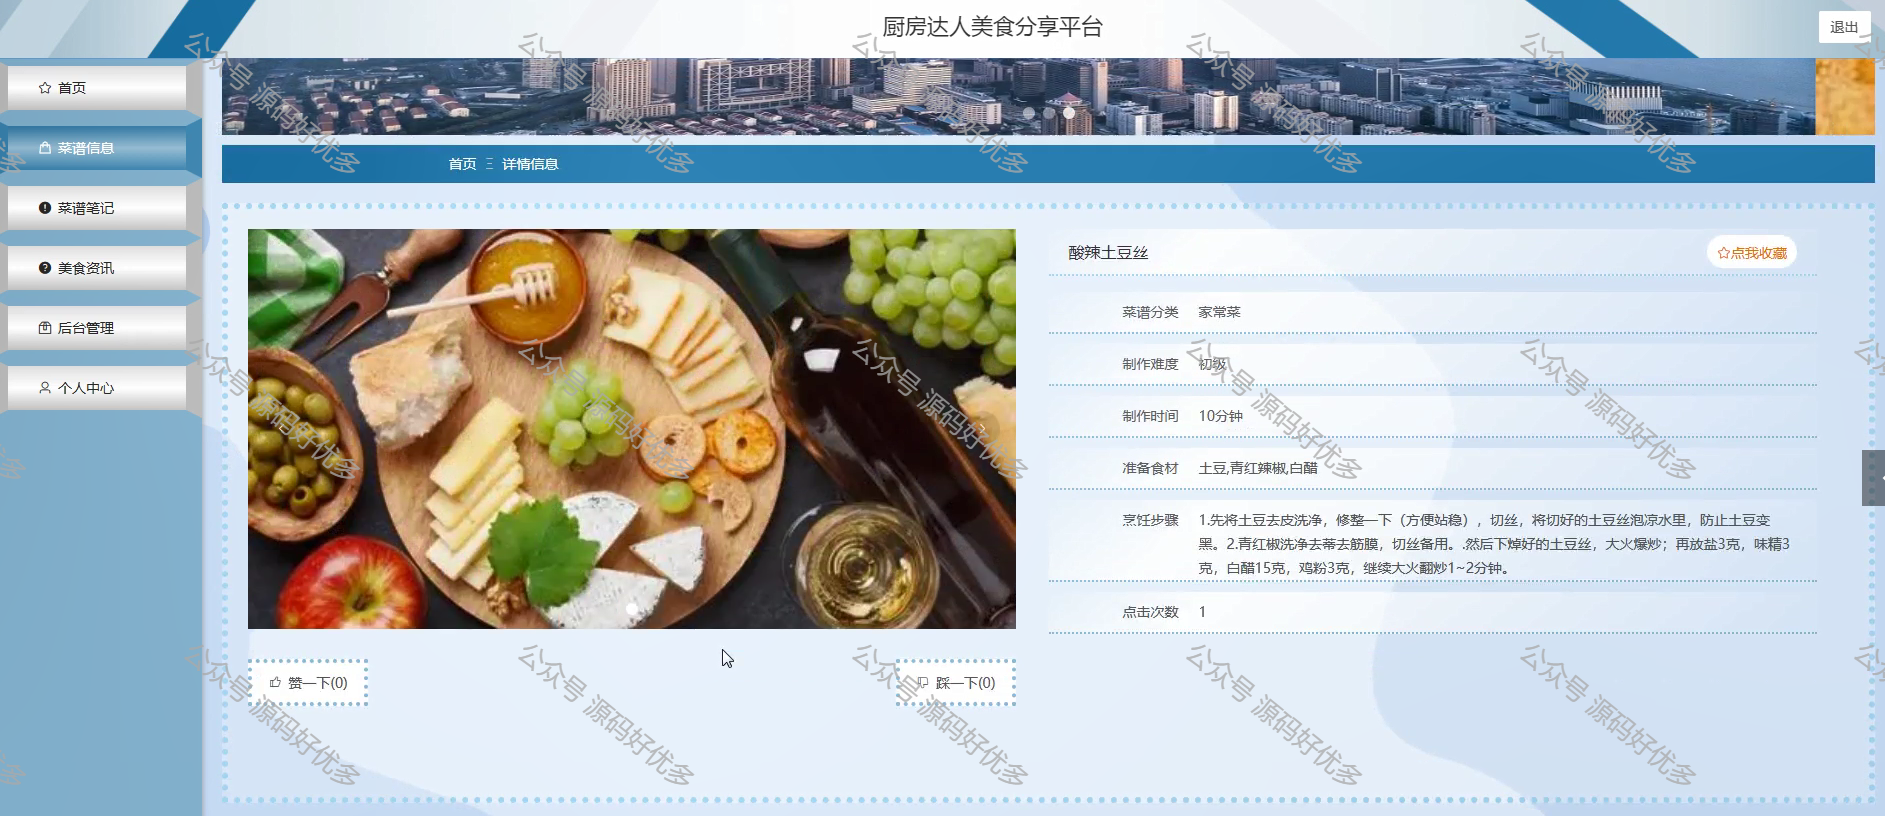 厨房达人美食分享平台
退出
首页
菜谱信息
菜谱笔记
美食资讯
后台管理
个人中心
首页 详情信息
酸辣土豆丝
点我收藏
菜谱分类 家常菜
制作难度 初级
制作时间 10分钟
准备食材 土豆,青红辣椒,白醋
烹饪步骤 1.先将土豆去皮洗净，修整一下（方便站稳），切丝，将切好的土豆丝泡凉水里，防止土豆变
黑。2.青红椒洗净去蒂去筋膜，切丝备用。.然后下焯好的土豆丝，大火爆炒；再放盐3克，味精3
克，白醋15克，鸡粉3克，继续大火翻炒1~2分钟。
点击次数 1
赞一下(0)
踩一下(0)
公众号 源码好优多